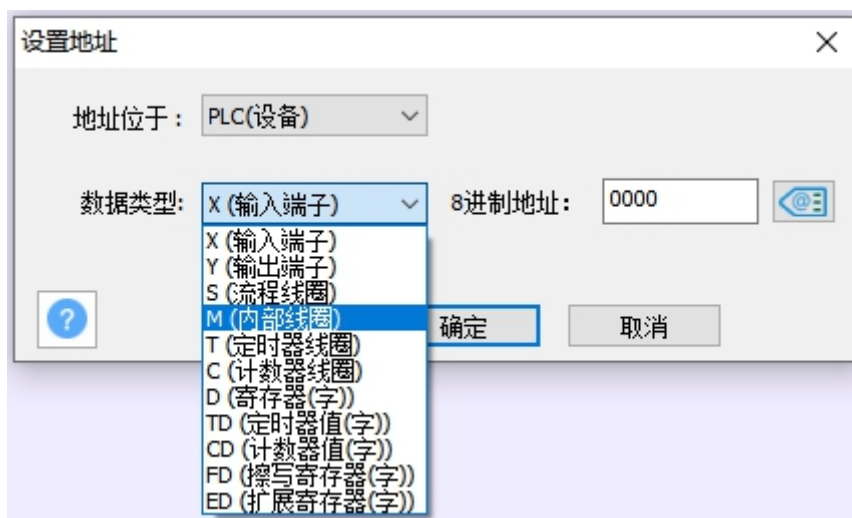 设置地址
地址位于： PLC(设备)
数据类型: X (输入端子) 8进制地址： 0000
X (输入端子)
Y (输出端子)
S (流程线圈)
M (内部线圈)
T (定时器线圈)
C (计数器线圈)
D (寄存器(字))
TD (定时器值(字))
CD (计数器值(字))
FD (擦写寄存器(字))
ED (扩展寄存器(字))
确定 取消